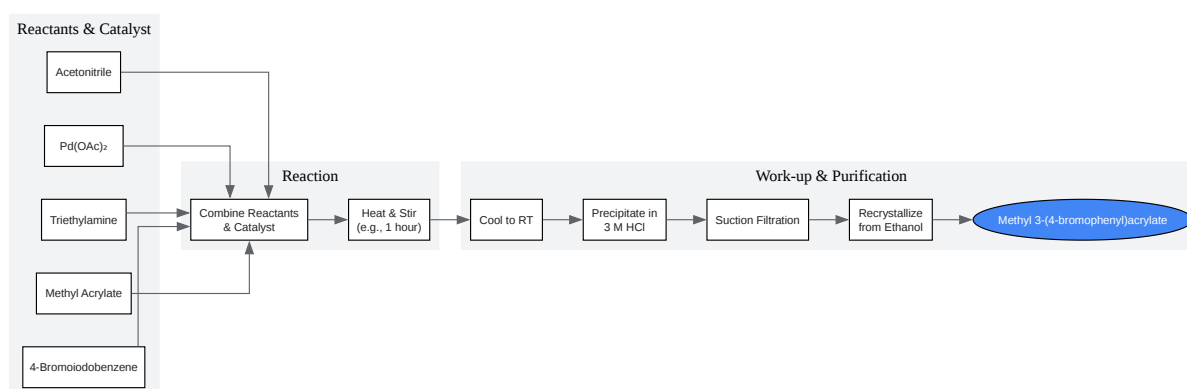 Reactants & Catalyst
Acetonitrile
Pd(OAc)₂
Triethylamine
Methyl Acrylate
4-Bromoiodobenzene
Reaction
Combine Reactants
& Catalyst
Heat & Stir
(e.g., 1 hour)
Work-up & Purification
Cool to RT
Precipitate in
3 M HCl
Suction Filtration
Recrystallize
from Ethanol
Methyl 3-(4-bromophenyl)acrylate